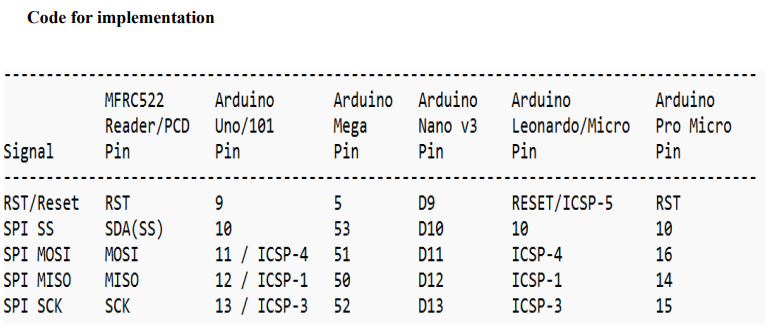 Code for implementation
-----------------------------------------------------------------------------------------
MFRC522 Arduino Arduino Arduino Arduino Arduino
Reader/PCD Uno/101 Mega Nano v3 Leonardo/Micro Pro Micro
Signal Pin Pin Pin Pin Pin Pin
-----------------------------------------------------------------------------------------
RST/Reset RST 9 5 D9 RESET/ICSP-5 RST
SPI SS SDA(SS) 10 53 D10 10 10
SPI MOSI MOSI 11 / ICSP-4 51 D11 ICSP-4 16
SPI MISO MISO 12 / ICSP-1 50 D12 ICSP-1 14
SPI SCK SCK 13 / ICSP-3 52 D13 ICSP-3 15